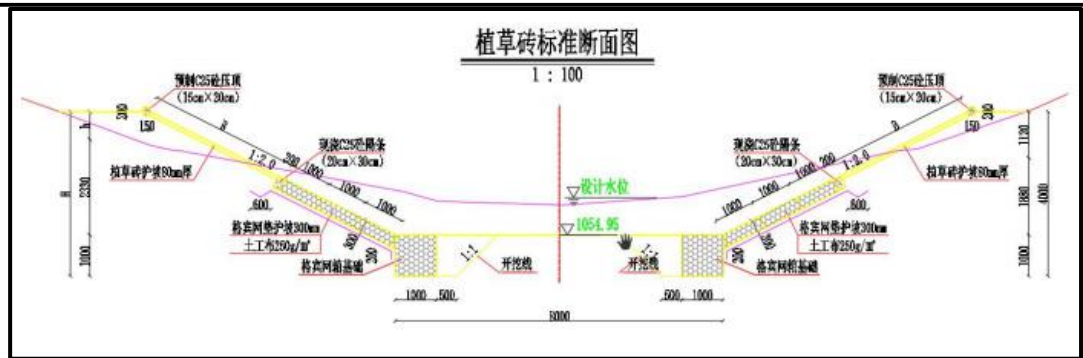 植草砖标准断面图
1 : 100
预制C25砼压顶
(15cm×20cm)
预制C25砼压顶
(15cm×20cm)
200
150
B
现浇C25砼隔条
(20cm×30cm)
现浇C25砼隔条
(20cm×30cm)
B
150
200
h
1:2.0
200
1000
1000
1000
200
1:2.0
1120
植草砖护坡80mm厚
植草砖护坡80mm厚
H
设计水位
1880
4000
600
1000
1000
600
格宾网垫护坡300mm
土工布250g/㎡
1054.95
格宾网垫护坡300mm
土工布250g/㎡
300
200
1:1
1:1
300
200
1000
格宾网箱基础
开挖线
开挖线
格宾网箱基础
1000
1000
500
500
1000
8000